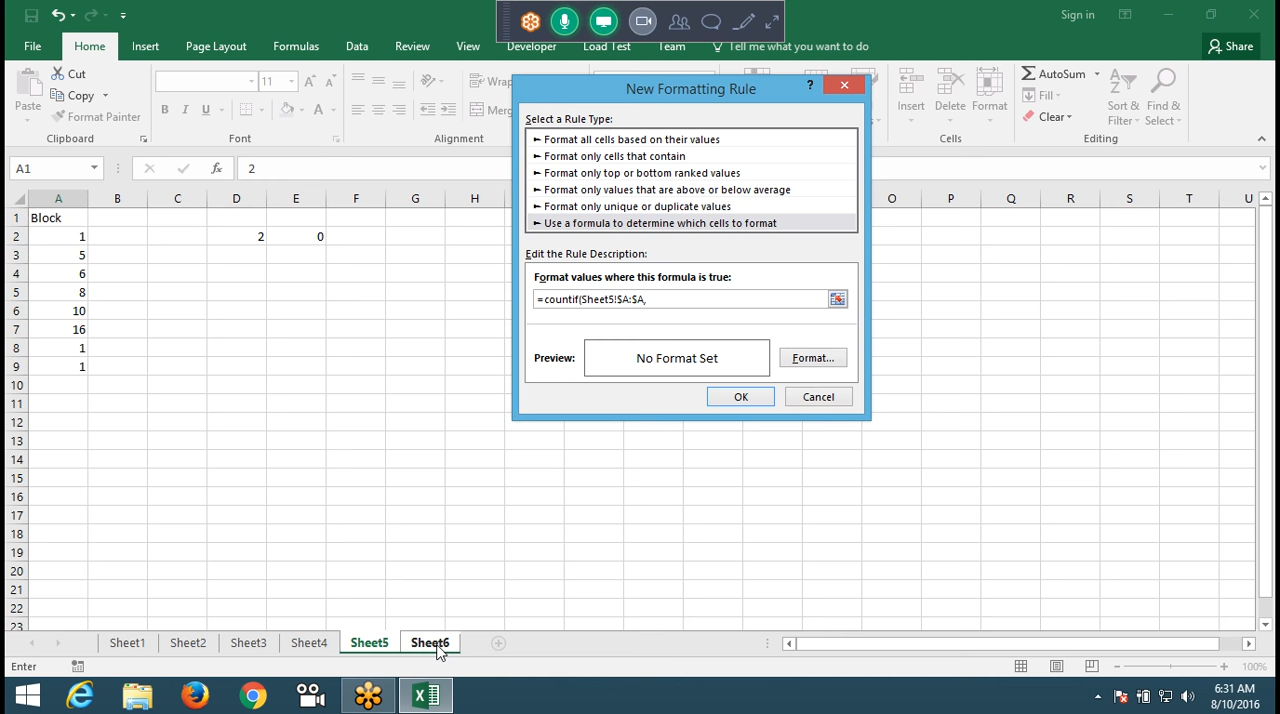 Sign in
File Home Insert Page Layout Formulas Data Review View Developer Load Test Team Tell me what you want to do Share
Paste
Cut
Copy
Format Painter
Clipboard
11
A A
B I U
A
Font
Wrap
Merg
Alignment
Insert
Delete
Format
Cells
AutoSum
Fill
Clear
Sort & Filter
Find & Select
Editing
A1 fx 2
A B C D E F G H O P Q R S T U
1 Block
2 1 2 0
3 5
4 6
5 8
6 10
7 16
8 1
9 1
10
11
12
13
14
15
16
17
18
19
20
21
22
23
New Formatting Rule ?
Select a Rule Type:
► Format all cells based on their values
► Format only cells that contain
► Format only top or bottom ranked values
► Format only values that are above or below average
► Format only unique or duplicate values
► Use a formula to determine which cells to format
Edit the Rule Description:
Format values where this formula is true:
=countif(Sheet5!$A:$A,
Preview: No Format Set Format...
OK Cancel
Sheet1 Sheet2 Sheet3 Sheet4 Sheet5 Sheet6
Enter 100%
6:31 AM
8/10/2016